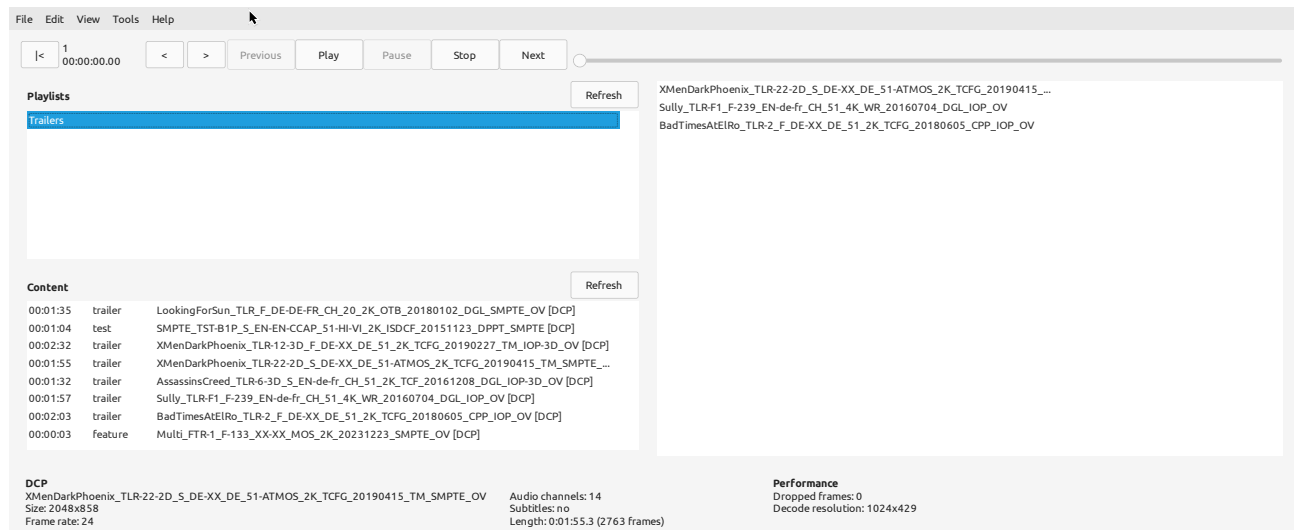 File Edit View Tools Help
|< 1 00:00:00.00 < > Previous Play Pause Stop Next
Playlists Refresh
Trailers
XMenDarkPhoenix_TLR-22-2D_S_DE-XX_DE_51-ATMOS_2K_TCFG_20190415_...
Sully_TLR-F1_F-239_EN-de-fr_CH_51_4K_WR_20160704_DGL_IOP_OV
BadTimesAtElRo_TLR-2_F_DE-XX_DE_51_2K_TCFG_20180605_CPP_IOP_OV
Content Refresh
00:01:35 trailer LookingForSun_TLR_F_DE-DE-FR_CH_20_2K_OTB_20180102_DGL_SMPTE_OV [DCP]
00:01:04 test SMPTE_TST-B1P_S_EN-EN-CCAP_51-HI-VI_2K_ISDCF_20151123_DPPT_SMPTE [DCP]
00:02:32 trailer XMenDarkPhoenix_TLR-12-3D_F_DE-XX_DE_51_2K_TCFG_20190227_TM_IOP-3D_OV [DCP]
00:01:55 trailer XMenDarkPhoenix_TLR-22-2D_S_DE-XX_DE_51-ATMOS_2K_TCFG_20190415_TM_SMPTE_...
00:01:32 trailer AssassinsCreed_TLR-6-3D_S_EN-de-fr_CH_51_2K_TCF_20161208_DGL_IOP-3D_OV [DCP]
00:01:57 trailer Sully_TLR-F1_F-239_EN-de-fr_CH_51_4K_WR_20160704_DGL_IOP_OV [DCP]
00:02:03 trailer BadTimesAtElRo_TLR-2_F_DE-XX_DE_51_2K_TCFG_20180605_CPP_IOP_OV [DCP]
00:00:03 feature Multi_FTR-1_F-133_XX-XX_MOS_2K_20231223_SMPTE_OV [DCP]
DCP
XMenDarkPhoenix_TLR-22-2D_S_DE-XX_DE_51-ATMOS_2K_TCFG_20190415_TM_SMPTE_OV
Size: 2048x858
Frame rate: 24
Audio channels: 14
Subtitles: no
Length: 0:01:55.3 (2763 frames)
Performance
Dropped frames: 0
Decode resolution: 1024x429